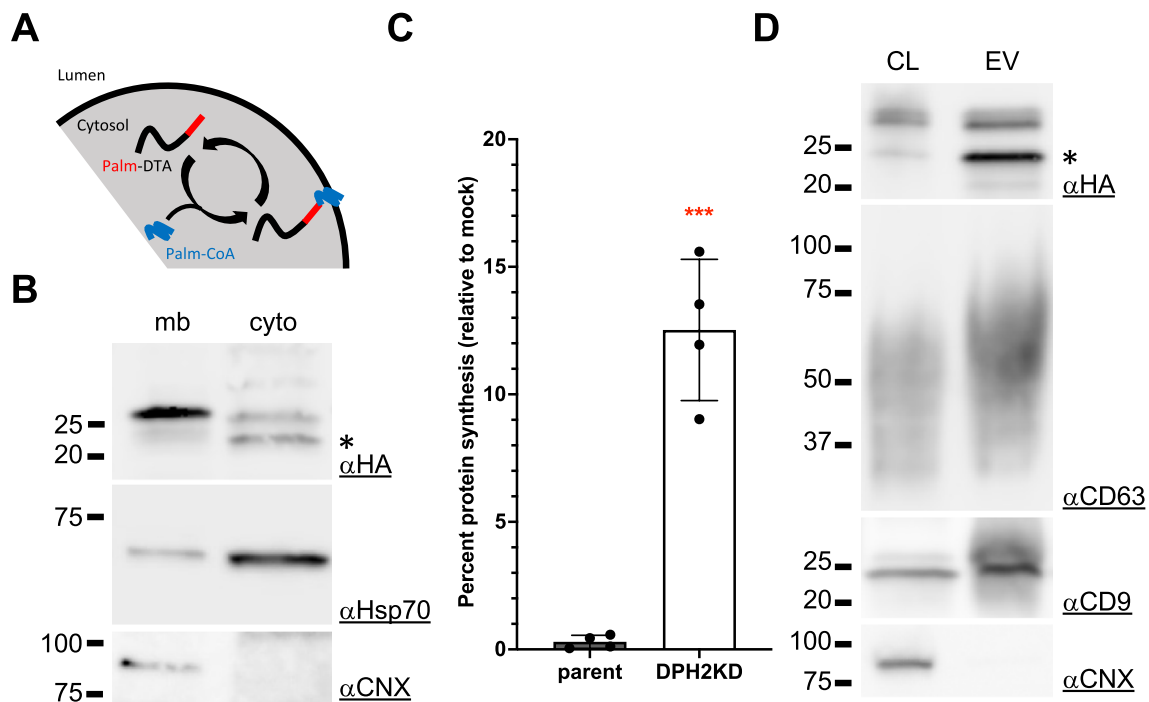 A
Lumen
Cytosol
Palm-DTA
Palm-CoA
B
mb cyto
25
20
*
αHA
75
αHsp70
100
75
αCNX
C
Percent protein synthesis (relative to mock)
20
15
10
5
0
***
parent DPH2KD
D
CL EV
25
20
*
αHA
100
75
50
37
αCD63
25
20
αCD9
100
75
αCNX